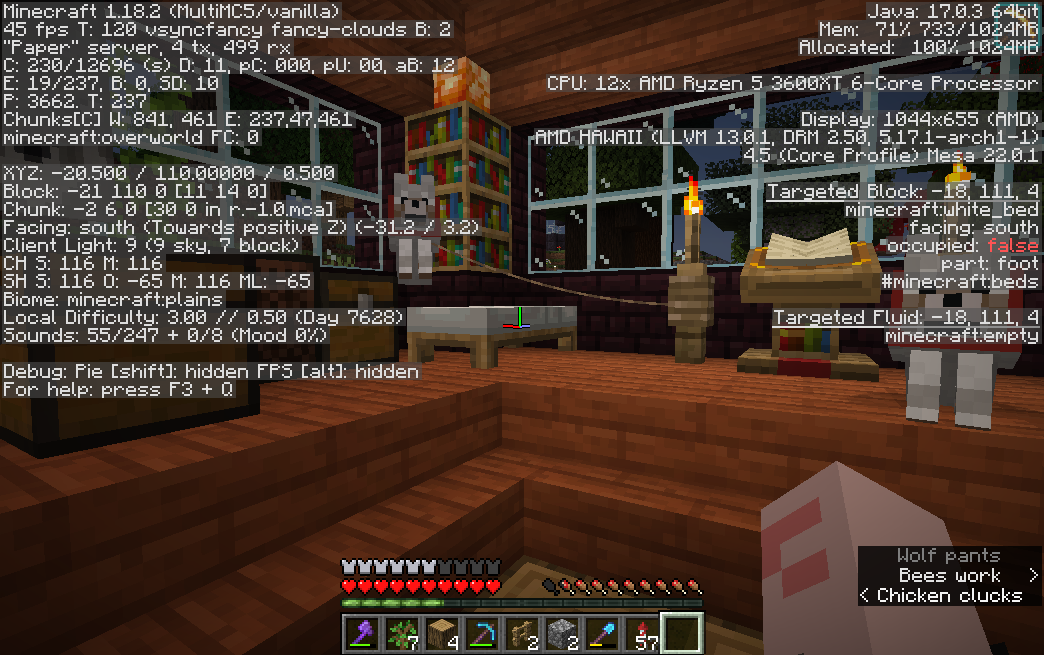 Minecraft 1.18.2 (MultiMC5/vanilla)
45 fps T: 120 vsyncfancy fancy-clouds B: 2
"Paper" server, 4 tx, 499 rx
C: 230/12696 (s) D: 11, pC: 000, pU: 00, aB: 12
E: 19/237, B: 0, SD: 10
P: 3662. T: 237
Chunks[C] W: 841, 461 E: 237,47,461
minecraft:overworld FC: 0
XYZ: -20.500 / 110.00000 / 0.500
Block: -21 110 0 [11 14 0]
Chunk: -2 6 0 [30 0 in r.-1.0.mca]
Facing: south (Towards positive Z) (-31.2 / 3.2)
Client Light: 9 (9 sky, 7 block)
CH S: 116 M: 116
SH S: 116 O: -65 M: 116 ML: -65
Biome: minecraft:plains
Local Difficulty: 3.00 // 0.50 (Day 7628)
Sounds: 55/247 + 0/8 (Mood 0%)
Debug: Pie [shift]: hidden FPS [alt]: hidden
For help: press F3 + Q
Java: 17.0.3 64bit
Mem: 71% 733/1024MB
Allocated: 100% 1024MB
CPU: 12x AMD Ryzen 5 3600XT 6-Core Processor
Display: 1044x655 (AMD)
AMD HAWAII (LLVM 13.0.1, DRM 2.50, 5.17.1-arch1-1)
4.5 (Core Profile) Mesa 22.0.1
Targeted Block: -18, 111, 4
minecraft:white_bed
facing: south
occupied: false
part: foot
#minecraft:beds
Targeted Fluid: -18, 111, 4
minecraft:empty
Wolf pants
Bees work >
< Chicken clucks
7 4 2 2 57